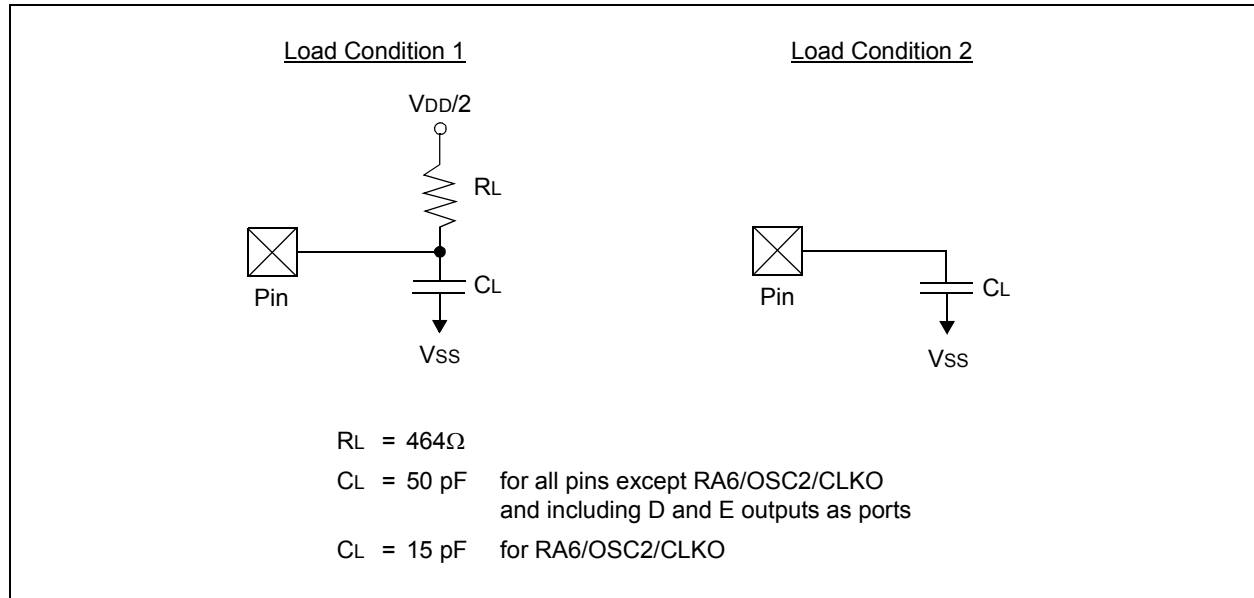 Load Condition 1
VDD/2
RL
Pin
CL
VSS
Load Condition 2
Pin
CL
VSS
RL = 464Ω
CL = 50 pF for all pins except RA6/OSC2/CLKO
and including D and E outputs as ports
CL = 15 pF for RA6/OSC2/CLKO